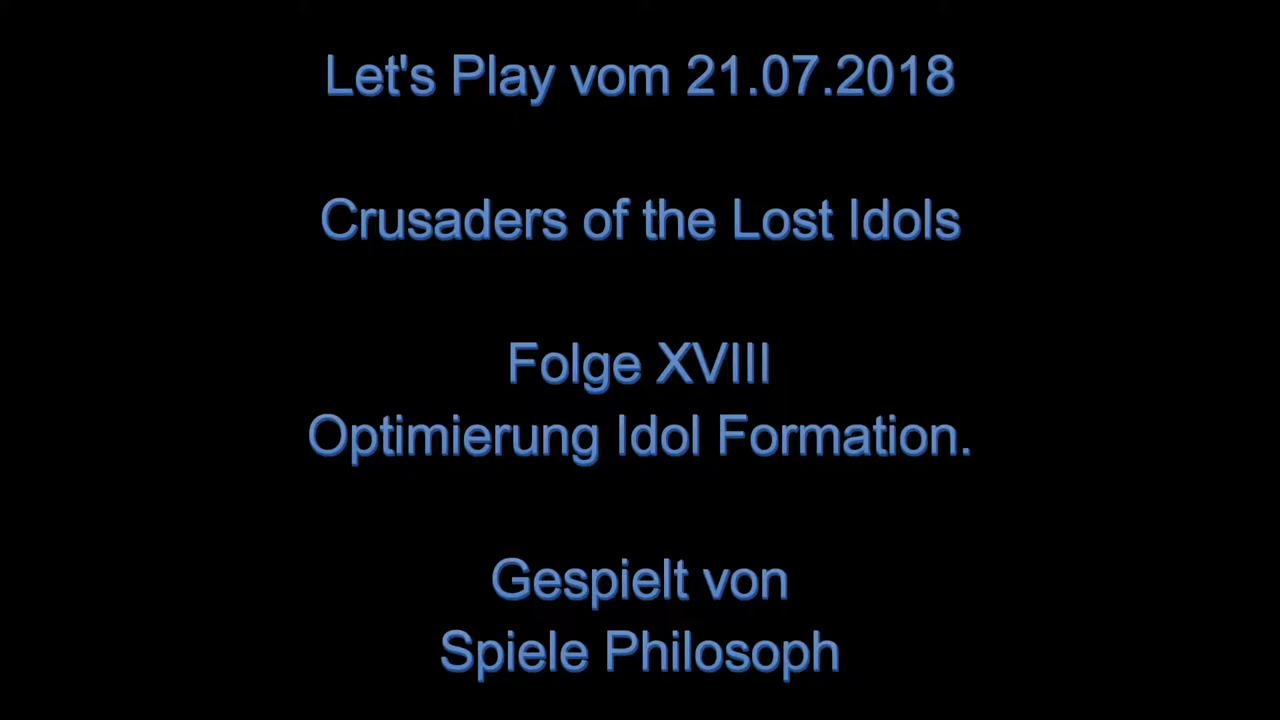 Let's Play vom 21.07.2018
Crusaders of the Lost Idols
Folge XVIII
Optimierung Idol Formation.
Gespielt von
Spiele Philosoph